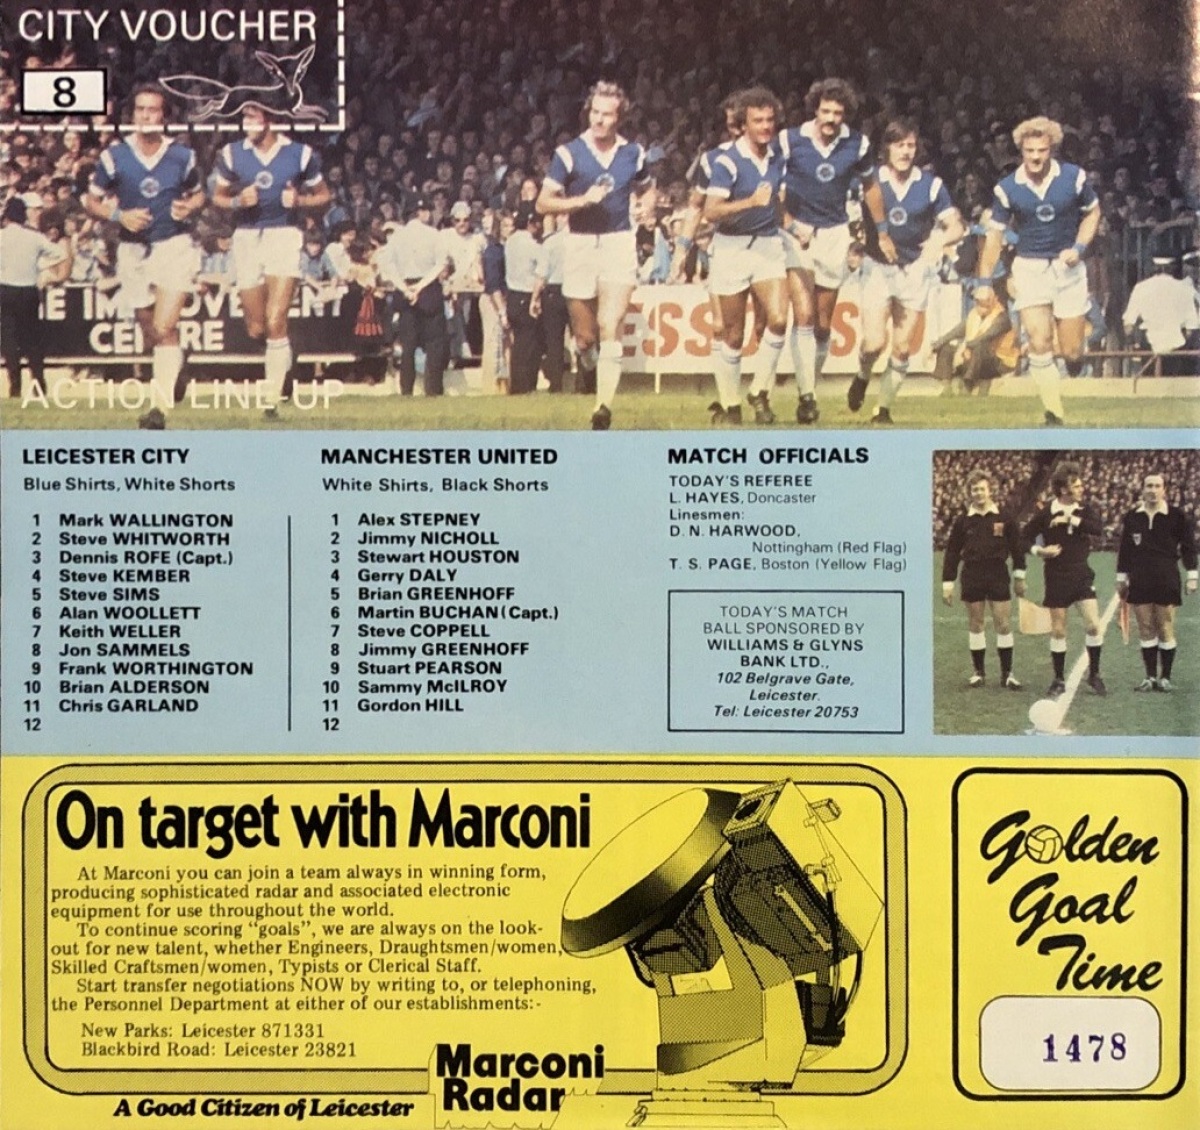 CITY VOUCHER
8
E IMPROVEMENT
CENTRE
ESSO
SO
ACTION LINE-UP
LEICESTER CITY
Blue Shirts, White Shorts
1 Mark WALLINGTON
2 Steve WHITWORTH
3 Dennis ROFE (Capt.)
4 Steve KEMBER
5 Steve SIMS
6 Alan WOOLLETT
7 Keith WELLER
8 Jon SAMMELS
9 Frank WORTHINGTON
10 Brian ALDERSON
11 Chris GARLAND
12
MANCHESTER UNITED
White Shirts, Black Shorts
1 Alex STEPNEY
2 Jimmy NICHOLL
3 Stewart HOUSTON
4 Gerry DALY
5 Brian GREENHOFF
6 Martin BUCHAN (Capt.)
7 Steve COPPELL
8 Jimmy GREENHOFF
9 Stuart PEARSON
10 Sammy McILROY
11 Gordon HILL
12
MATCH OFFICIALS
TODAY'S REFEREE
L. HAYES, Doncaster
Linesmen:
D. N. HARWOOD,
Nottingham (Red Flag)
T. S. PAGE, Boston (Yellow Flag)
TODAY'S MATCH
BALL SPONSORED BY
WILLIAMS & GLYNS
BANK LTD.,
102 Belgrave Gate,
Leicester.
Tel: Leicester 20753
On target with Marconi
At Marconi you can join a team always in winning form,
producing sophisticated radar and associated electronic
equipment for use throughout the world.
To continue scoring "goals", we are always on the look-
out for new talent, whether Engineers, Draughtsmen/women,
Skilled Craftsmen/women, Typists or Clerical Staff.
Start transfer negotiations NOW by writing to, or telephoning,
the Personnel Department at either of our establishments:-
New Parks: Leicester 871331
Blackbird Road: Leicester 23821
Marconi
Radar
A Good Citizen of Leicester
Golden
Goal
Time
1478